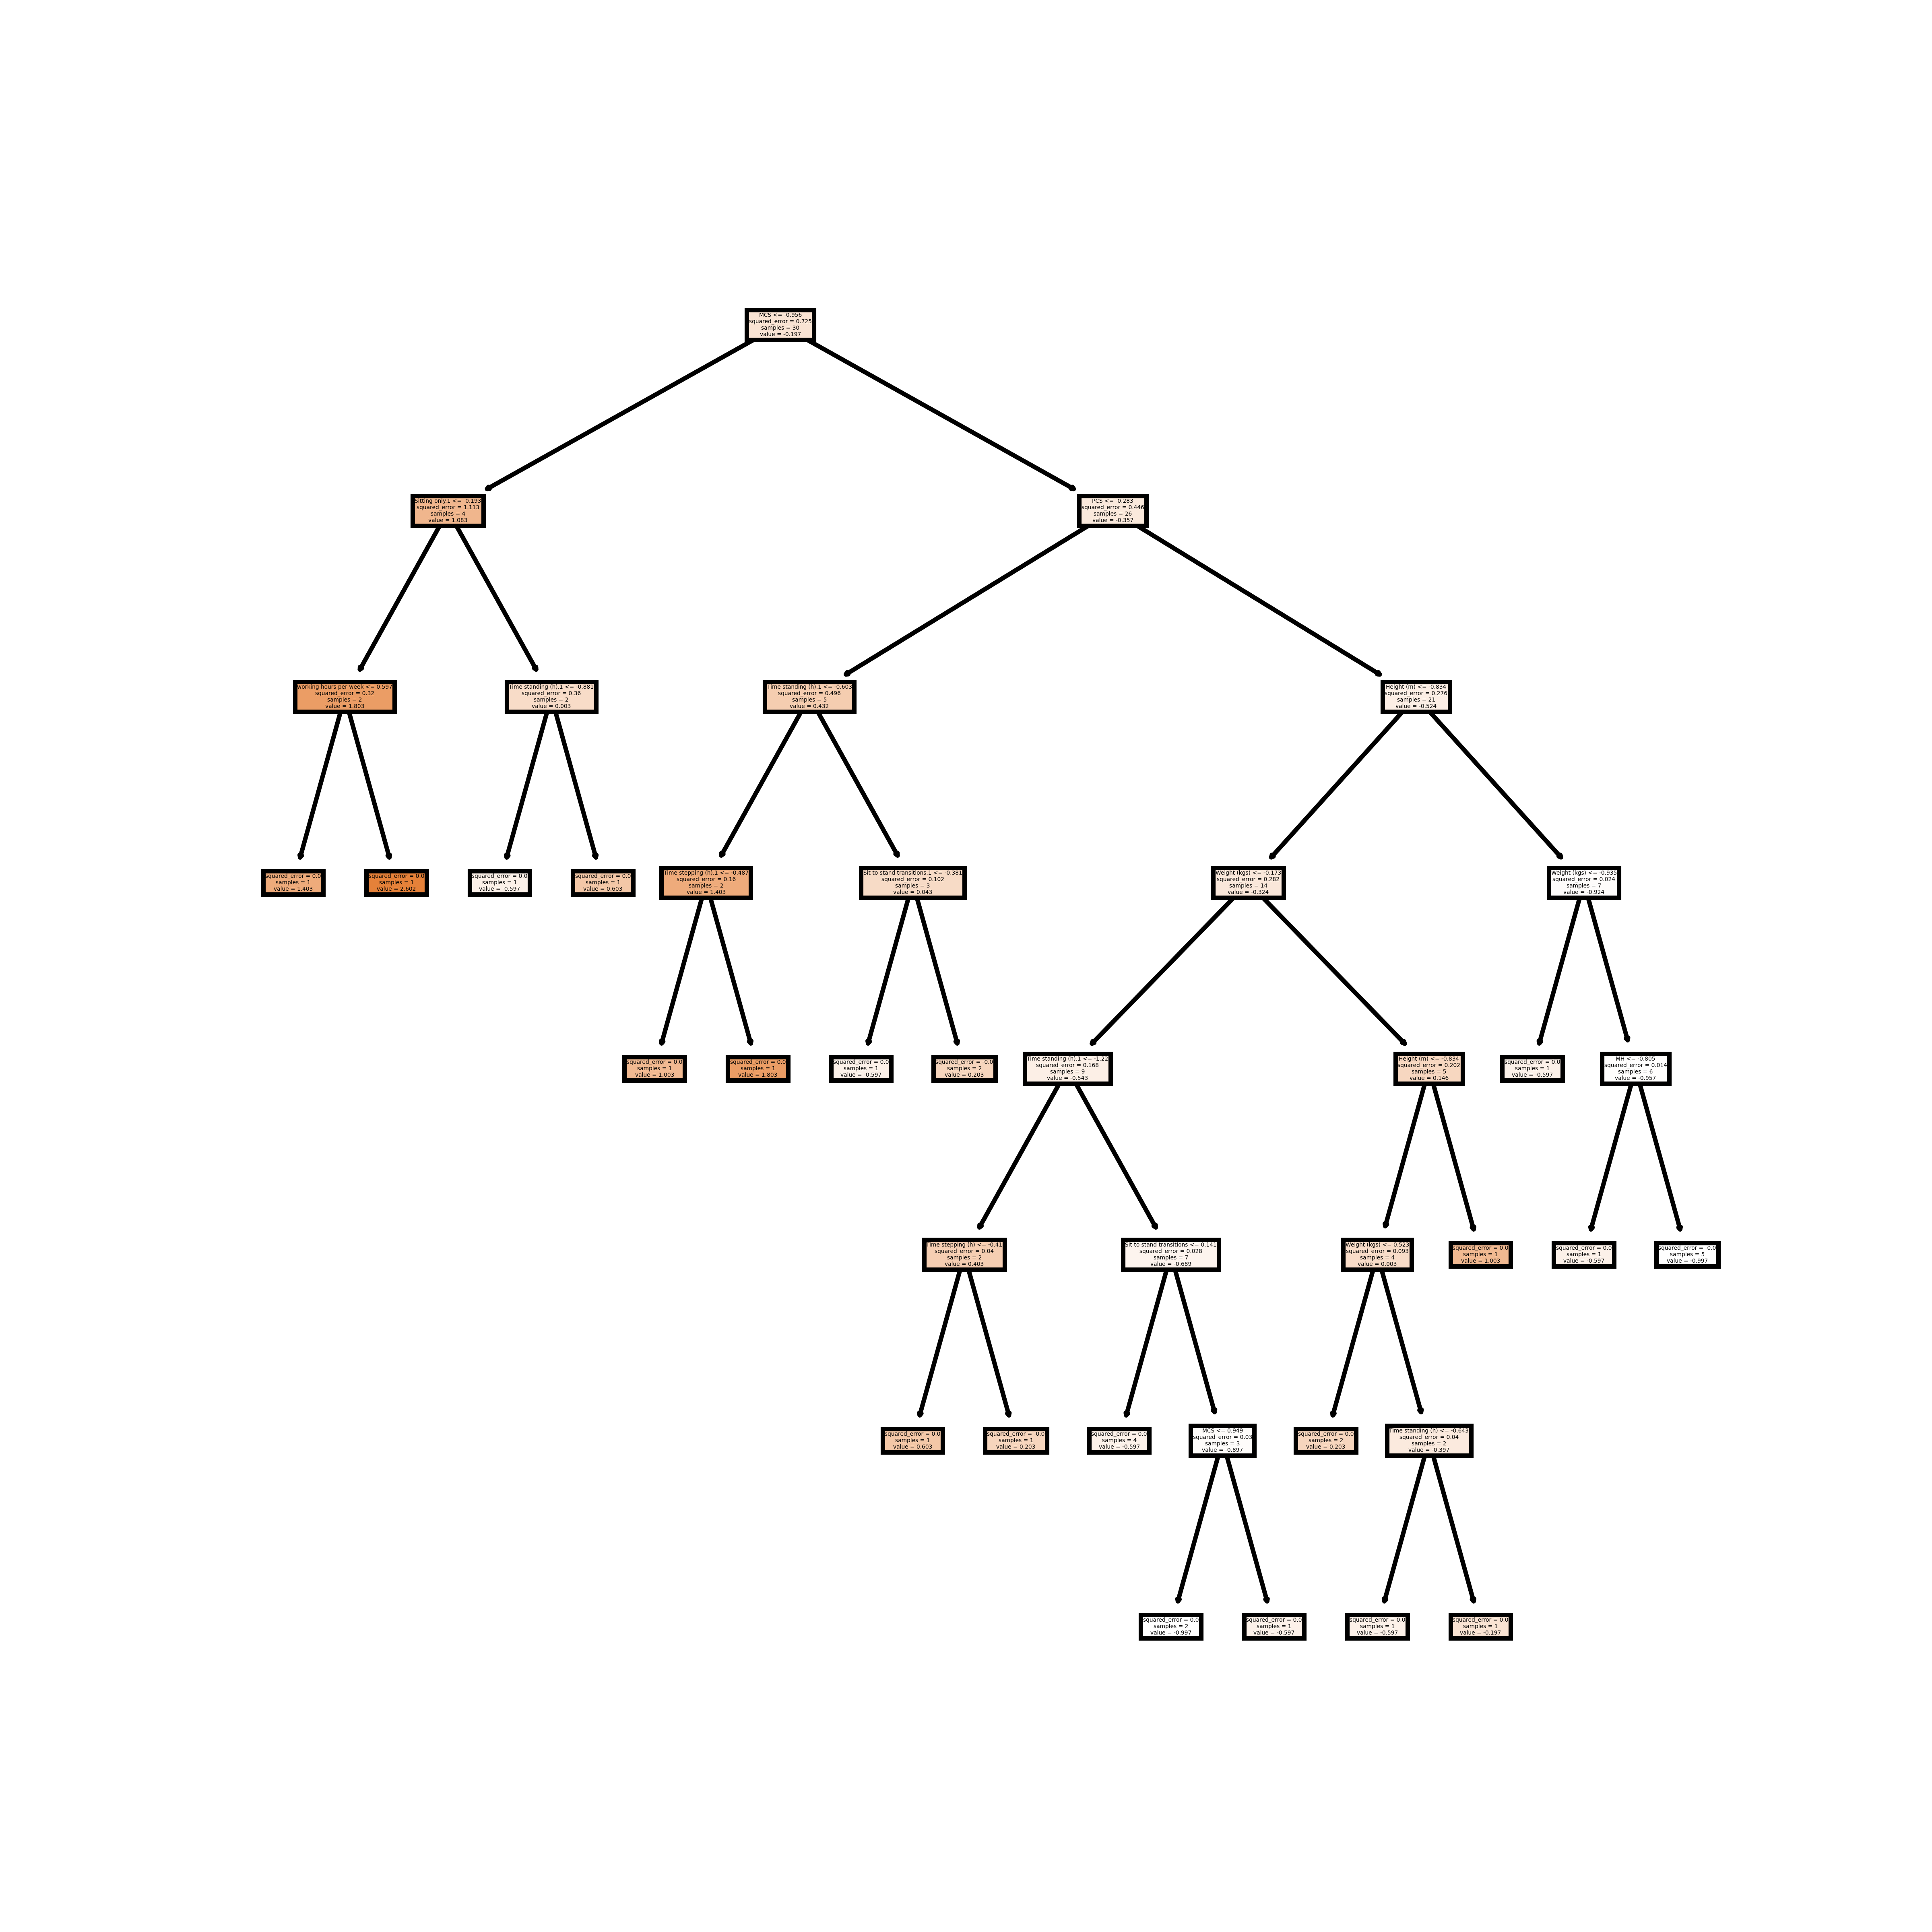 MCS <= -0.956
squared_error = 0.725
samples = 30
value = -0.197
Sitting only.1 <= -0.193
squared_error = 1.113
samples = 4
value = 1.083
PCS <= -0.283
squared_error = 0.446
samples = 26
value = -0.357
working hours per week <= 0.597
squared_error = 0.32
samples = 2
value = 1.803
Time standing (h).1 <= -0.881
squared_error = 0.36
samples = 2
value = 0.003
Time standing (h).1 <= -0.603
squared_error = 0.496
samples = 5
value = 0.432
Height (m) <= -0.834
squared_error = 0.276
samples = 21
value = -0.524
squared_error = 0.0
samples = 1
value = 1.403
squared_error = 0.0
samples = 1
value = 2.602
squared_error = 0.0
samples = 1
value = -0.597
squared_error = 0.0
samples = 1
value = 0.603
Time stepping (h).1 <= -0.487
squared_error = 0.16
samples = 2
value = 1.403
Sit to stand transitions.1 <= -0.381
squared_error = 0.102
samples = 3
value = 0.043
Weight (kgs) <= -0.173
squared_error = 0.282
samples = 14
value = -0.324
Weight (kgs) <= -0.935
squared_error = 0.024
samples = 7
value = -0.924
squared_error = 0.0
samples = 1
value = 1.003
squared_error = 0.0
samples = 1
value = 1.803
squared_error = 0.0
samples = 1
value = -0.597
squared_error = -0.0
samples = 2
value = 0.203
Time standing (h).1 <= -1.22
squared_error = 0.168
samples = 9
value = -0.543
Height (m) <= -0.834
squared_error = 0.202
samples = 5
value = 0.146
squared_error = 0.0
samples = 1
value = -0.597
MH <= -0.805
squared_error = 0.014
samples = 6
value = -0.957
Time stepping (h) <= -0.41
squared_error = 0.04
samples = 2
value = 0.403
Sit to stand transitions <= 0.141
squared_error = 0.028
samples = 7
value = -0.689
Weight (kgs) <= 0.523
squared_error = 0.093
samples = 4
value = 0.003
squared_error = 0.0
samples = 1
value = 1.003
squared_error = 0.0
samples = 1
value = -0.597
squared_error = -0.0
samples = 5
value = -0.997
squared_error = 0.0
samples = 1
value = 0.603
squared_error = -0.0
samples = 1
value = 0.203
squared_error = 0.0
samples = 4
value = -0.597
MCS <= 0.949
squared_error = 0.03
samples = 3
value = -0.897
squared_error = 0.0
samples = 2
value = 0.203
Time standing (h) <= -0.643
squared_error = 0.04
samples = 2
value = -0.397
squared_error = 0.0
samples = 2
value = -0.997
squared_error = 0.0
samples = 1
value = -0.597
squared_error = 0.0
samples = 1
value = -0.597
squared_error = 0.0
samples = 1
value = -0.197